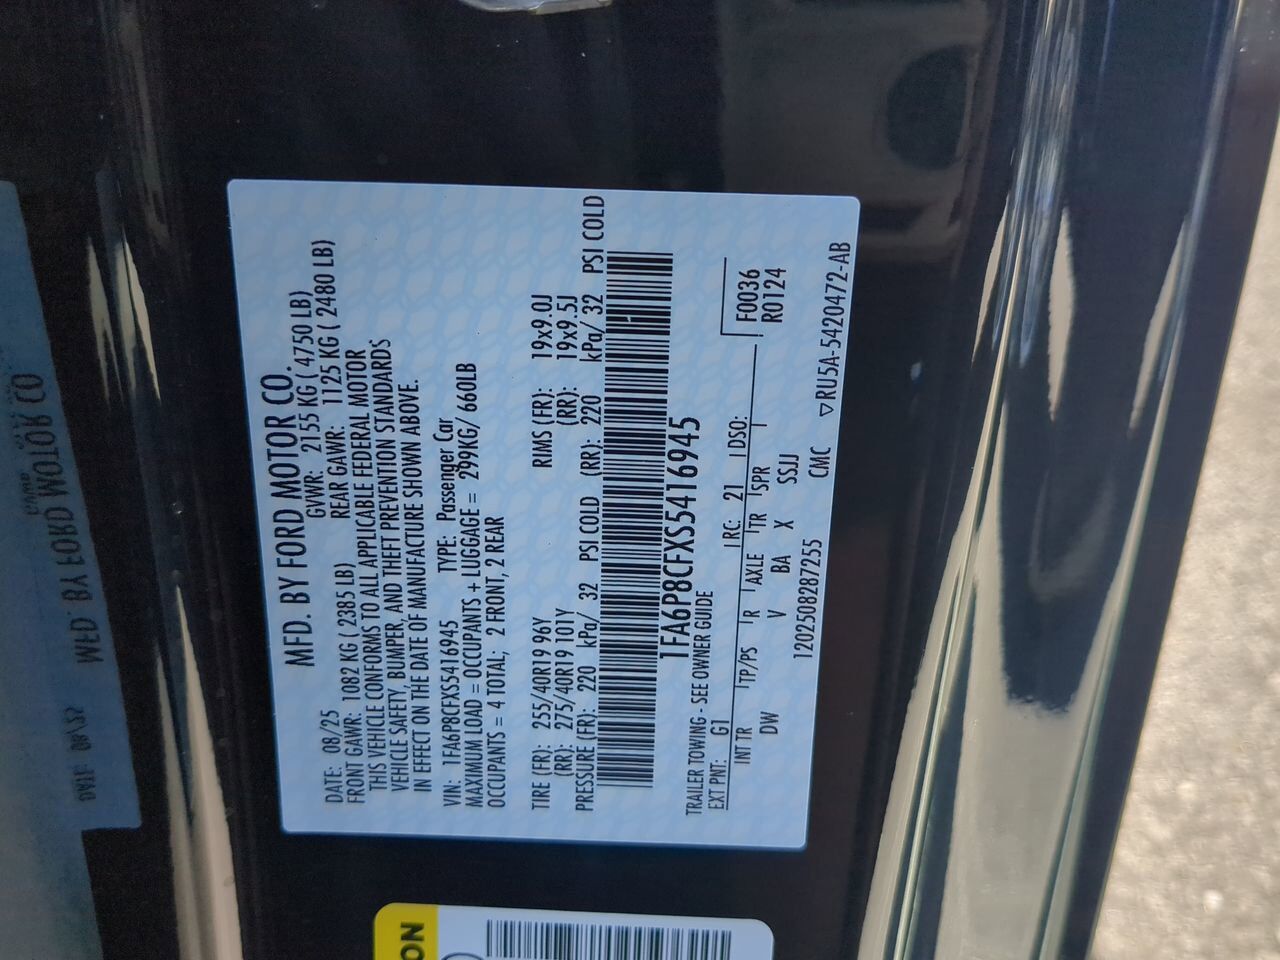 MFD. BY FORD MOTOR CO.
DATE: 08/25 GVWR: 2155 KG ( 4750 LB)
FRONT GAWR: 1082 KG ( 2385 LB) REAR GAWR: 1125 KG ( 2480 LB)
THIS VEHICLE CONFORMS TO ALL APPLICABLE FEDERAL MOTOR
VEHICLE SAFETY, BUMPER, AND THEFT PREVENTION STANDARDS
IN EFFECT ON THE DATE OF MANUFACTURE SHOWN ABOVE.
VIN: 1FA6P8CFXS5416945 TYPE: Passenger Car
MAXIMUM LOAD = OCCUPANTS + LUGGAGE = 299KG/ 660LB
OCCUPANTS = 4 TOTAL; 2 FRONT, 2 REAR
TIRE (FR): 255/40R19 96Y RIMS (FR): 19x9.0J
(RR): 275/40R19 101Y (RR): 19x9.5J
PRESSURE (FR): 220 kPa/ 32 PSI COLD (RR): 220 kPa/ 32 PSI COLD
1FA6P8CFXS5416945
TRAILER TOWING - SEE OWNER GUIDE
EXT PNT: G1 RC: 21 DSO: F0036
INT TR TP/PS R AXLE TR SPR R0124
DW V BA X SSJJ
1202508287255 CMC ▽RU5A-5420472-AB
ON